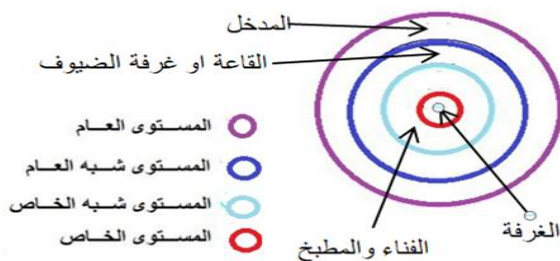 المدخل
القاعة او غرفة الضيوف
المستوى العام
المستوى شبه العام
المستوى شبه الخاص
المستوى الخاص
الغرفة
الفناء والمطبخ